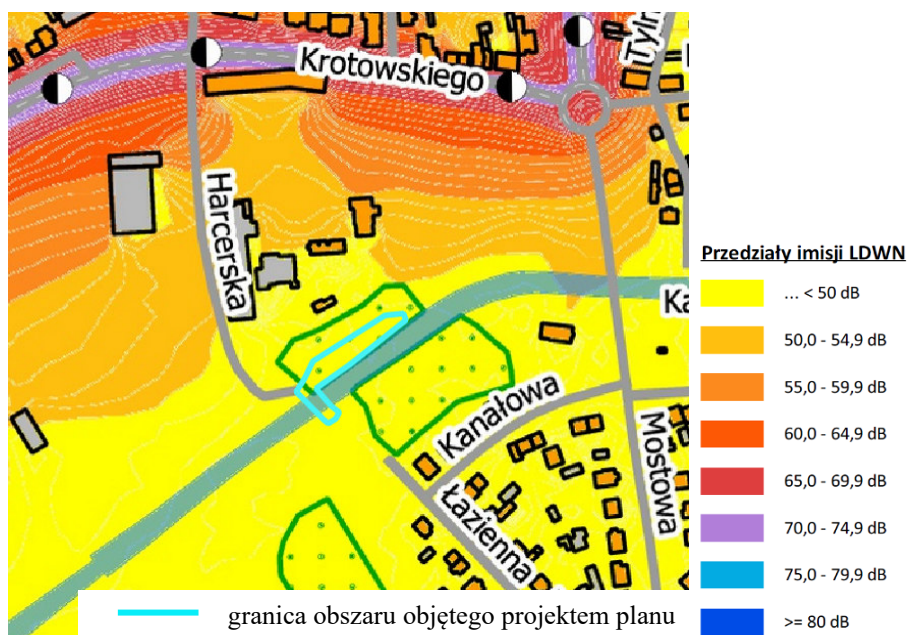 Krotowskiego
Tylr
Harcerska
Ka
Kanałowa
Mostowa
Łazienna
granica obszaru objętego projektem planu
Przedziały imisji LDWN
... < 50 dB
50,0 - 54,9 dB
55,0 - 59,9 dB
60,0 - 64,9 dB
65,0 - 69,9 dB
70,0 - 74,9 dB
75,0 - 79,9 dB
>= 80 dB